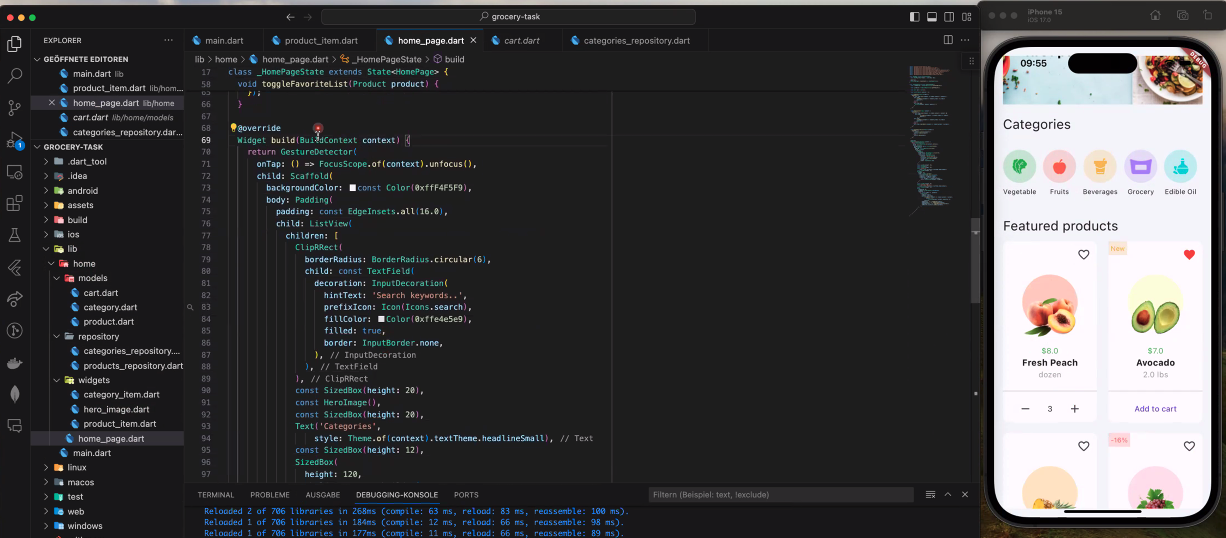 grocery-task
EXPLORER
GEÖFFNETE EDITOREN
main.dart lib
product_item.dart lib/hom...
home_page.dart lib/home
cart.dart lib/home/models
categories_repository.dart...
GROCERY-TASK
.dart_tool
.idea
android
assets
build
ios
lib
home
models
cart.dart
category.dart
product.dart
repository
categories_repository....
products_repository.dart
widgets
category_item.dart
hero_image.dart
product_item.dart
home_page.dart
main.dart
linux
macos
test
web
windows
1
main.dart
product_item.dart
home_page.dart
cart.dart
categories_repository.dart
lib > home > home_page.dart > _HomePageState > build
17 class _HomePageState extends State<HomePage> {
58 void toggleFavoriteList(Product product) {
65 });
66 }
67
68 @override
69 Widget build(BuildContext context) {
70 return GestureDetector(
71 onTap: () => FocusScope.of(context).unfocus(),
72 child: Scaffold(
73 backgroundColor: const Color(0xffF4F5F9),
74 body: Padding(
75 padding: const EdgeInsets.all(16.0),
76 child: ListView(
77 children: [
78 ClipRRect(
79 borderRadius: BorderRadius.circular(6),
80 child: const TextField(
81 decoration: InputDecoration(
82 hintText: 'Search keywords..',
83 prefixIcon: Icon(Icons.search),
84 fillColor: Color(0xffe4e5e9),
85 filled: true,
86 border: InputBorder.none,
87 ), // InputDecoration
88 ), // TextField
89 ), // ClipRRect
90 const SizedBox(height: 20),
91 const HeroImage(),
92 const SizedBox(height: 20),
93 Text('Categories',
94 style: Theme.of(context).textTheme.headlineSmall), // Text
95 const SizedBox(height: 12),
96 SizedBox(
97 height: 120,
TERMINAL PROBLEME AUSGABE DEBUGGING-KONSOLE PORTS
Filtern (Beispiel: text, !exclude)
Reloaded 2 of 706 libraries in 268ms (compile: 63 ms, reload: 83 ms, reassemble: 100 ms).
Reloaded 1 of 706 libraries in 184ms (compile: 12 ms, reload: 66 ms, reassemble: 98 ms).
Reloaded 1 of 706 libraries in 177ms (compile: 11 ms, reload: 66 ms, reassemble: 89 ms).
iPhone 15
iOS 17.0
09:55
DEBUG
Categories
Vegetable Fruits Beverages Grocery Edible Oil
Featured products
New
$8.0
Fresh Peach
dozen
3
$7.0
Avocado
2.0 lbs
Add to cart
-16%